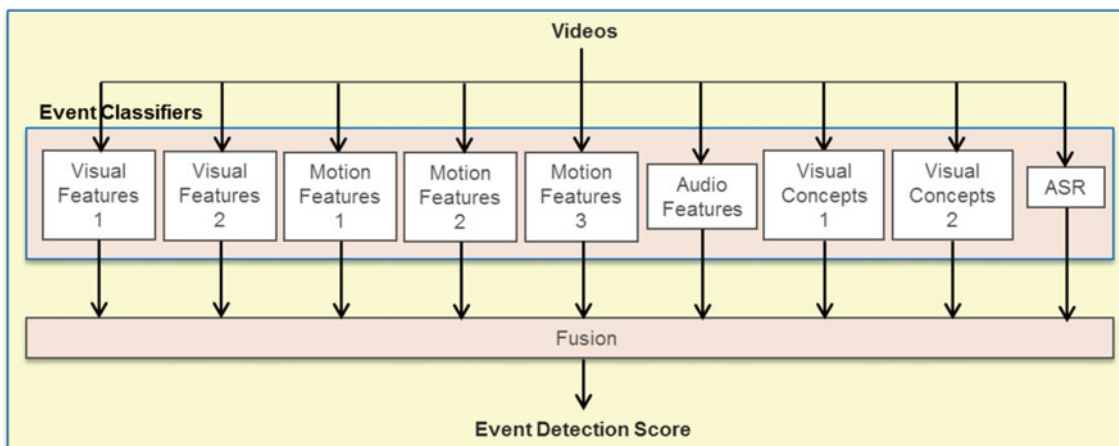 Videos
Event Classifiers
Visual
Features
1
Visual
Features
2
Motion
Features
1
Motion
Features
2
Motion
Features
3
Audio
Features
Visual
Concepts
1
Visual
Concepts
2
ASR
Fusion
Event Detection Score